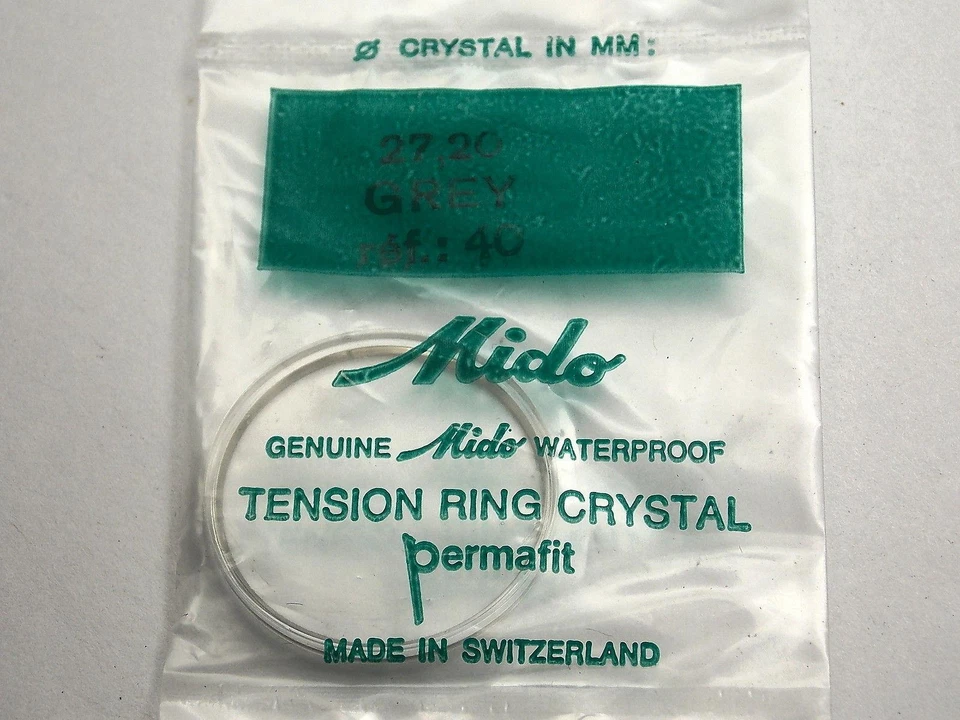 Ø CRYSTAL IN MM:
27,20
GREY
réf.: 40
Mido
GENUINE Mido WATERPROOF
TENSION RING CRYSTAL
permafit
MADE IN SWITZERLAND